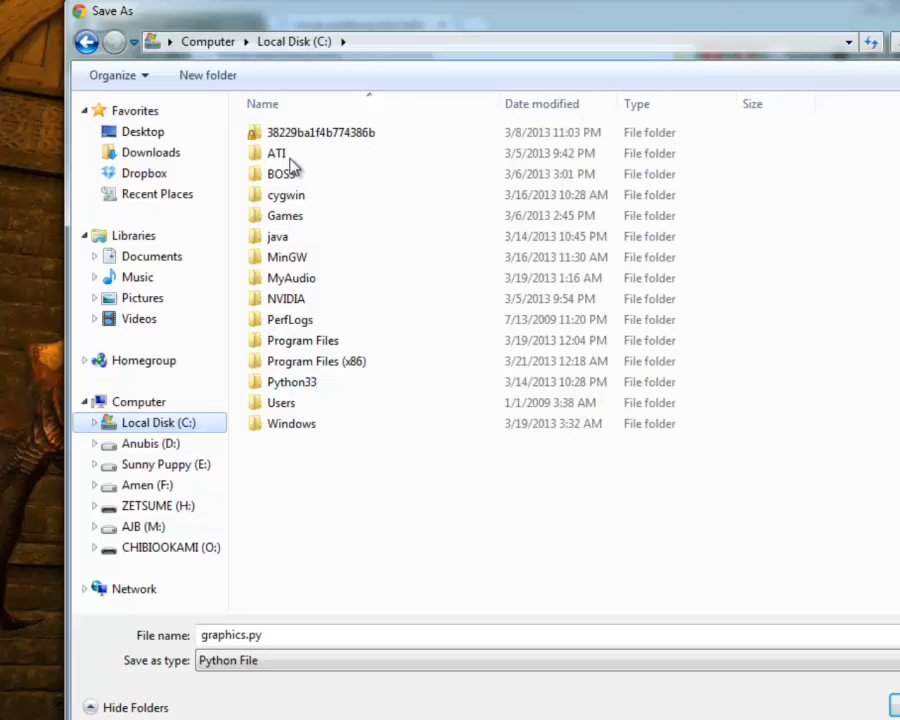 Save As
Computer Local Disk (C:)
Organize New folder
Name Date modified Type Size
Favorites
Desktop
Downloads
Dropbox
Recent Places
Libraries
Documents
Music
Pictures
Videos
Homegroup
Computer
Local Disk (C:)
Anubis (D:)
Sunny Puppy (E:)
Amen (F:)
ZETSUME (H:)
AJB (M:)
CHIBIOOKAMI (O:)
Network
38229ba1f4b774386b 3/8/2013 11:03 PM File folder
ATI 3/5/2013 9:42 PM File folder
BOSS 3/6/2013 3:01 PM File folder
cygwin 3/16/2013 10:28 AM File folder
Games 3/6/2013 2:45 PM File folder
java 3/14/2013 10:45 PM File folder
MinGW 3/16/2013 11:30 AM File folder
MyAudio 3/19/2013 1:16 AM File folder
NVIDIA 3/5/2013 9:54 PM File folder
PerfLogs 7/13/2009 11:20 PM File folder
Program Files 3/19/2013 12:04 PM File folder
Program Files (x86) 3/21/2013 12:18 AM File folder
Python33 3/14/2013 10:28 PM File folder
Users 1/1/2009 3:38 AM File folder
Windows 3/19/2013 3:32 AM File folder
File name: graphics.py
Save as type: Python File
Hide Folders